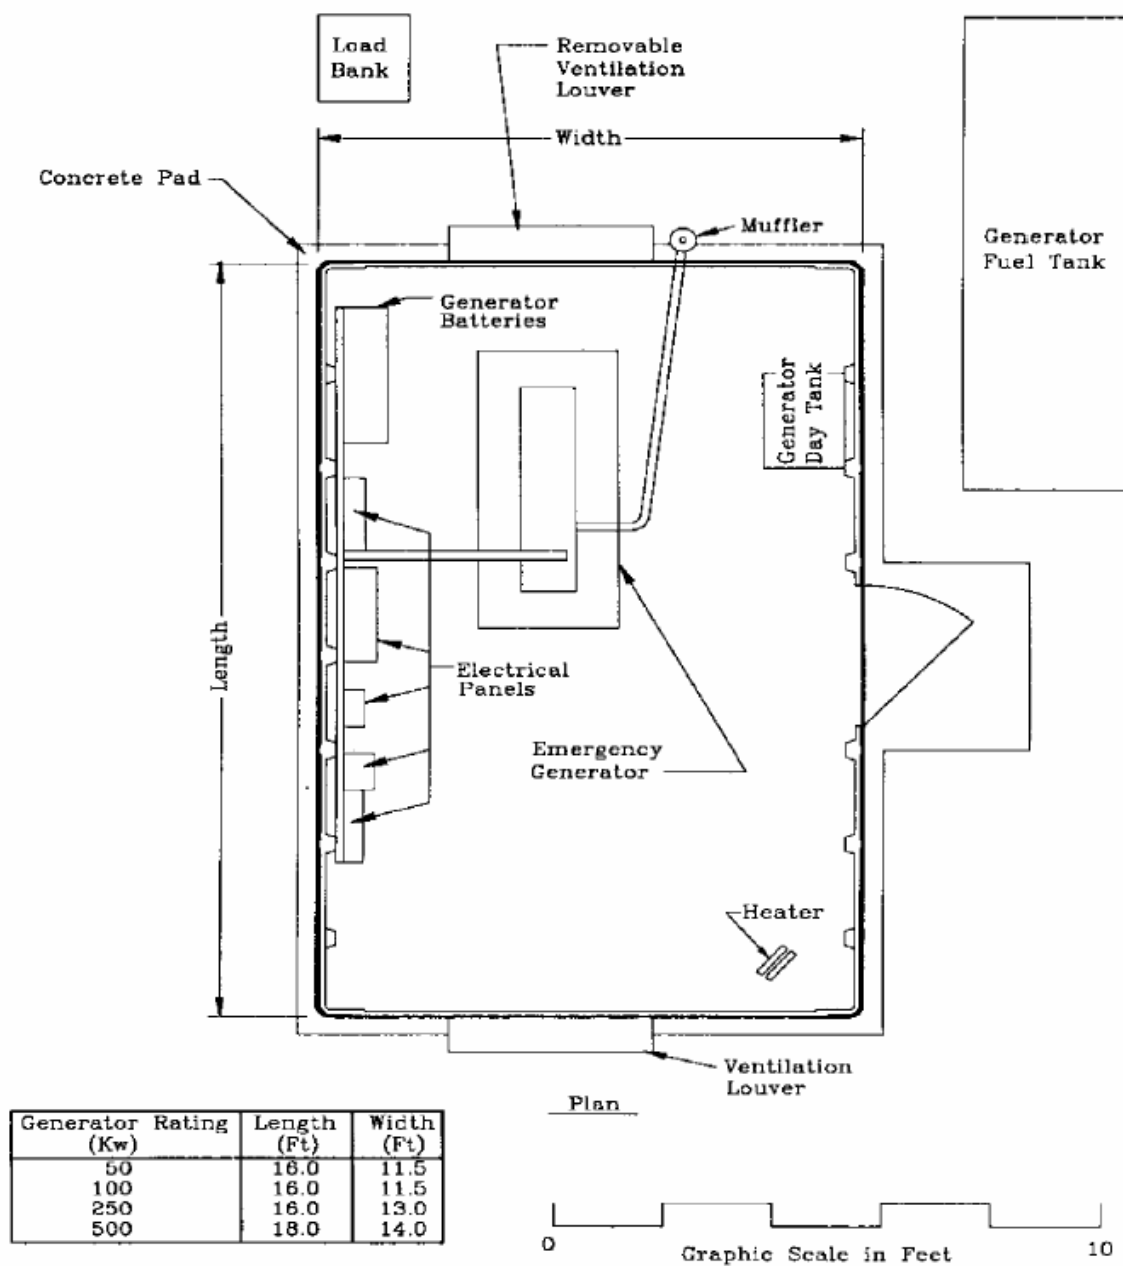 Load
Bank
Removable
Ventilation
Louver
Width
Concrete Pad
Muffler
Generator
Fuel Tank
Generator
Batteries
Generator
Day Tank
Length
Electrical
Panels
Emergency
Generator
Heater
Ventilation
Louver
Plan
Generator Rating (Kw) Length (Ft) Width (Ft)
50 16.0 11.5
100 16.0 11.5
250 16.0 13.0
500 18.0 14.0
0 10
Graphic Scale in Feet